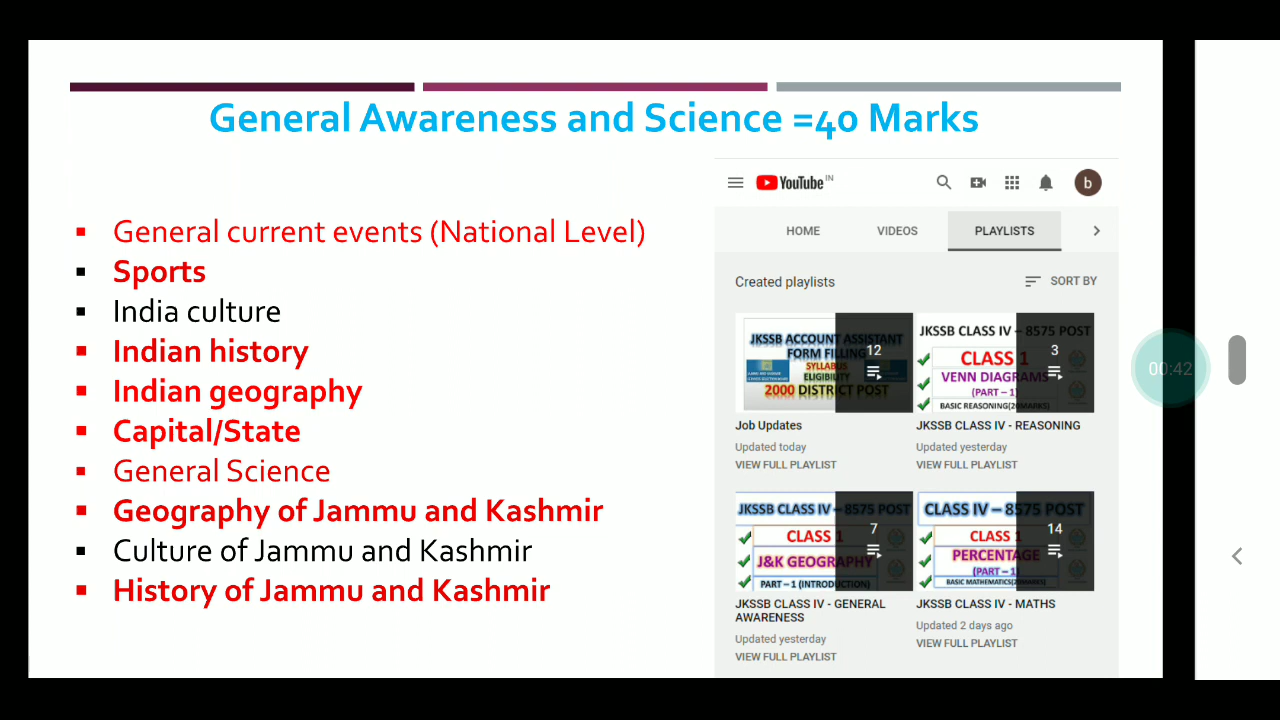 General Awareness and Science =40 Marks
General current events (National Level)
Sports
India culture
Indian history
Indian geography
Capital/State
General Science
Geography of Jammu and Kashmir
Culture of Jammu and Kashmir
History of Jammu and Kashmir
YouTube IN
b
HOME VIDEOS PLAYLISTS
Created playlists SORT BY
JKSSB ACCOUNT ASSISTANT
FORM FILLING
SYLLABUS
ELIGIBILITY
2000 DISTRICT POST
12
Job Updates
Updated today
VIEW FULL PLAYLIST
JKSSB CLASS IV – 8575 POST
CLASS 1
VENN DIAGRAMS
(PART – 1)
BASIC REASONING(20MARKS)
3
JKSSB CLASS IV - REASONING
Updated yesterday
VIEW FULL PLAYLIST
JKSSB CLASS IV – 8575 POST
CLASS 1
J&K GEOGRAPHY
PART – 1 (INTRODUCTION)
7
JKSSB CLASS IV - GENERAL
AWARENESS
Updated yesterday
VIEW FULL PLAYLIST
CLASS IV – 8575 POST
CLASS 1
PERCENTAGE
(PART – 1)
BASIC MATHEMATICS(20MARKS)
14
JKSSB CLASS IV - MATHS
Updated 2 days ago
VIEW FULL PLAYLIST
00:42